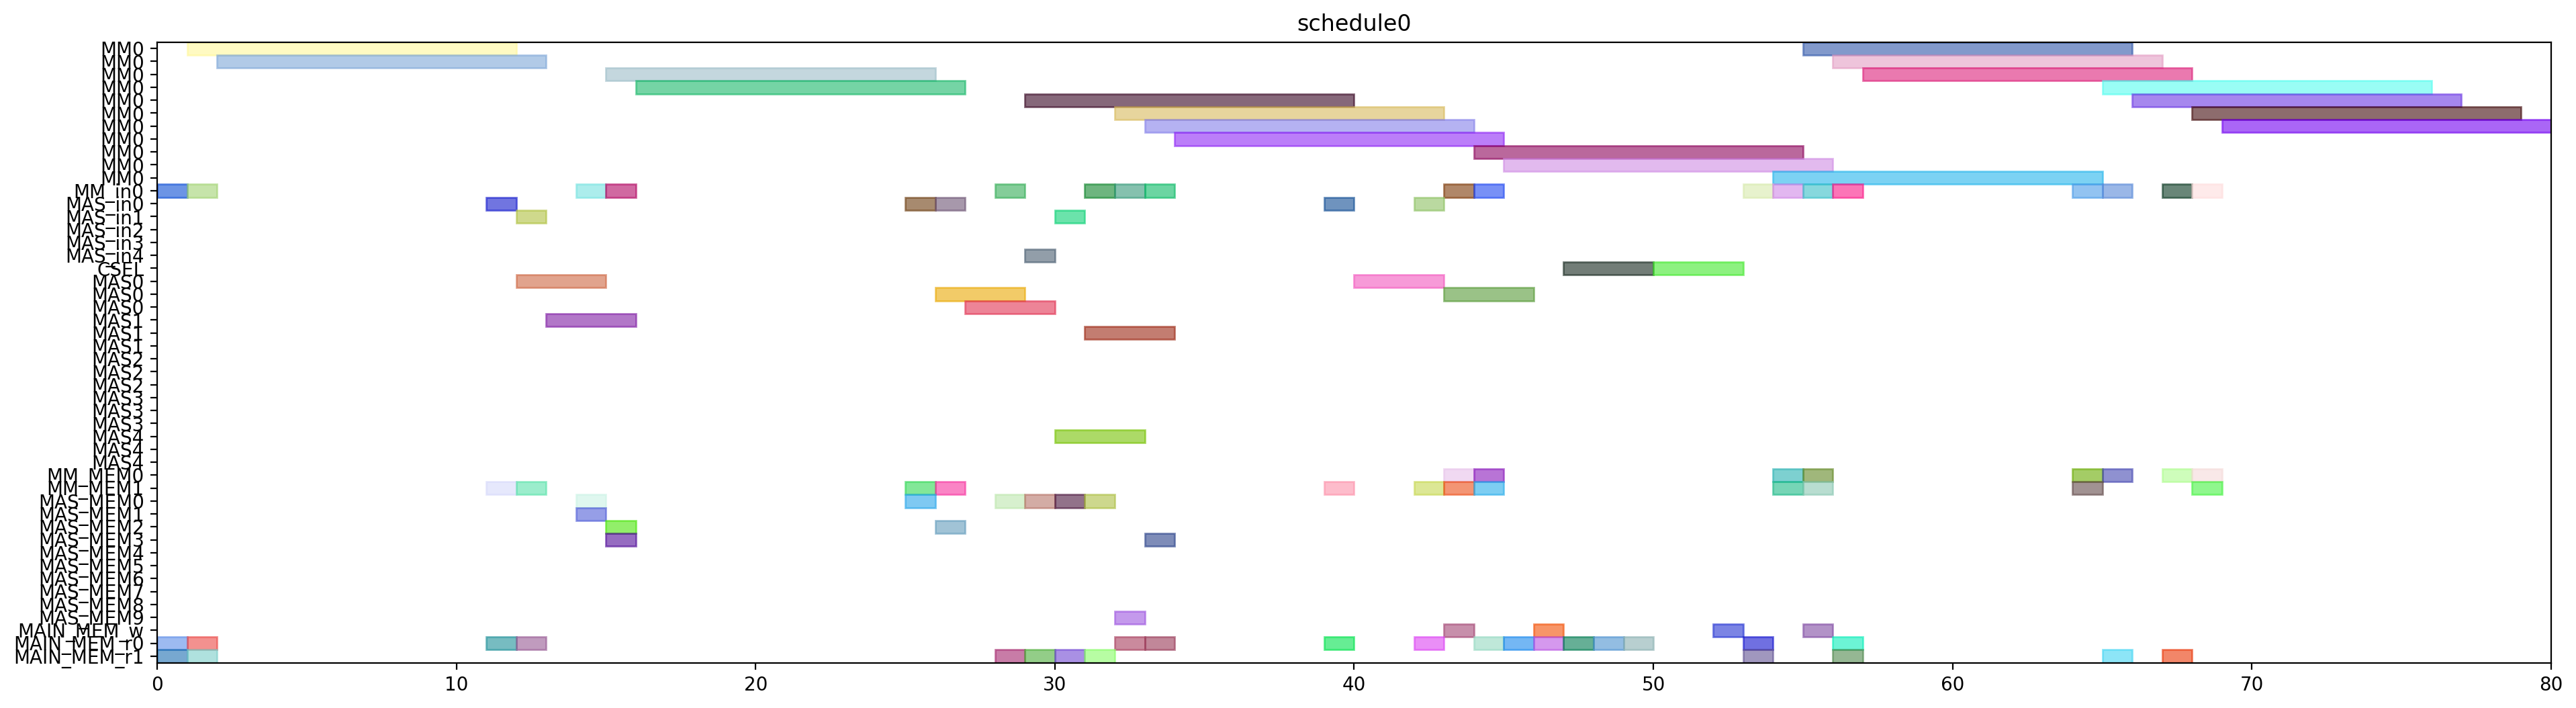 schedule0
MM0
MM0
MM0
MM0
MM0
MM0
MM0
MM0
MM0
MM0
MM0
MM_in0
MAS_in0
MAS_in1
MAS_in2
MAS_in3
MAS_in4
CSEL
MAS0
MAS0
MAS0
MAS1
MAS1
MAS1
MAS2
MAS2
MAS2
MAS3
MAS3
MAS3
MAS4
MAS4
MAS4
MM_MEM0
MM_MEM1
MAS_MEM0
MAS_MEM1
MAS_MEM2
MAS_MEM3
MAS_MEM4
MAS_MEM5
MAS_MEM6
MAS_MEM7
MAS_MEM8
MAS_MEM9
MAIN_MEM_w
MAIN_MEM_r0
MAIN_MEM_r1
0 10 20 30 40 50 60 70 80